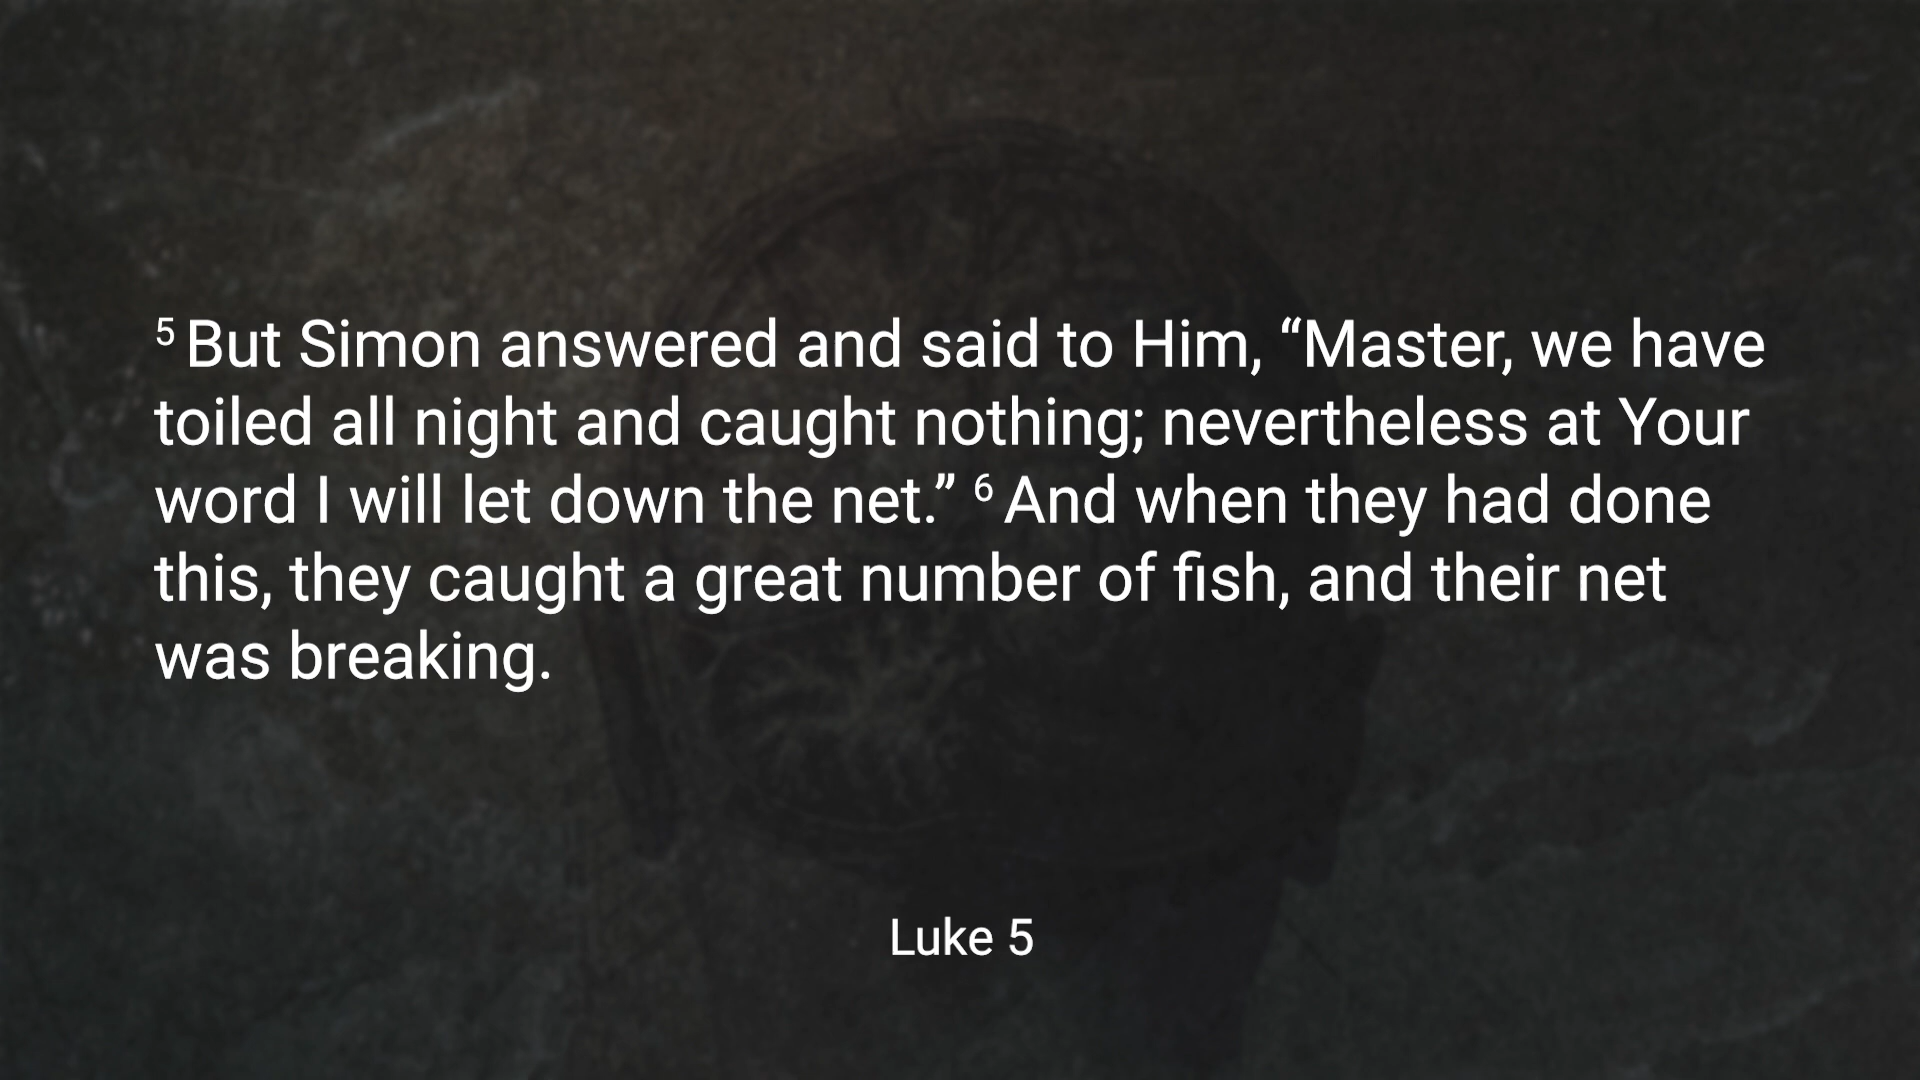 5 But Simon answered and said to Him, “Master, we have
toiled all night and caught nothing; nevertheless at Your
word I will let down the net.” 6 And when they had done
this, they caught a great number of fish, and their net
was breaking.
Luke 5